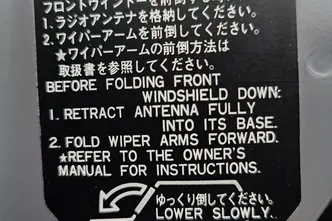 フロントウインドーを前倒する前に
1.ラジオアンテナを格納してください。
2.ワイパーアームを前倒してください。
★ワイパーアームの前倒方法は
取扱書を参照してください。
BEFORE FOLDING FRONT
WINDSHIELD DOWN:
1. RETRACT ANTENNA FULLY
INTO ITS BASE.
2. FOLD WIPER ARMS FORWARD.
★REFER TO THE OWNER'S
MANUAL FOR INSTRUCTIONS.
ゆっくり倒してください。
LOWER SLOWLY.